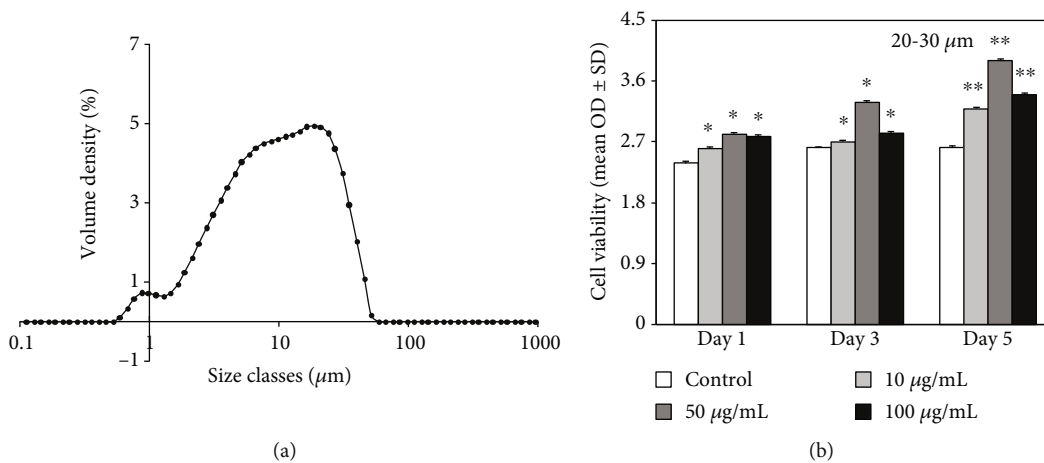 7
5
3
1
−1
0.1
1
10
100
1000
Volume density (%)
Size classes (μm)
(a)
4.5
3.6
2.7
1.8
0.9
0
Cell viability (mean OD ± SD)
20-30 μm
* * *
* * *
** ** **
Day 1
Day 3
Day 5
Control
10 μg/mL
50 μg/mL
100 μg/mL
(b)